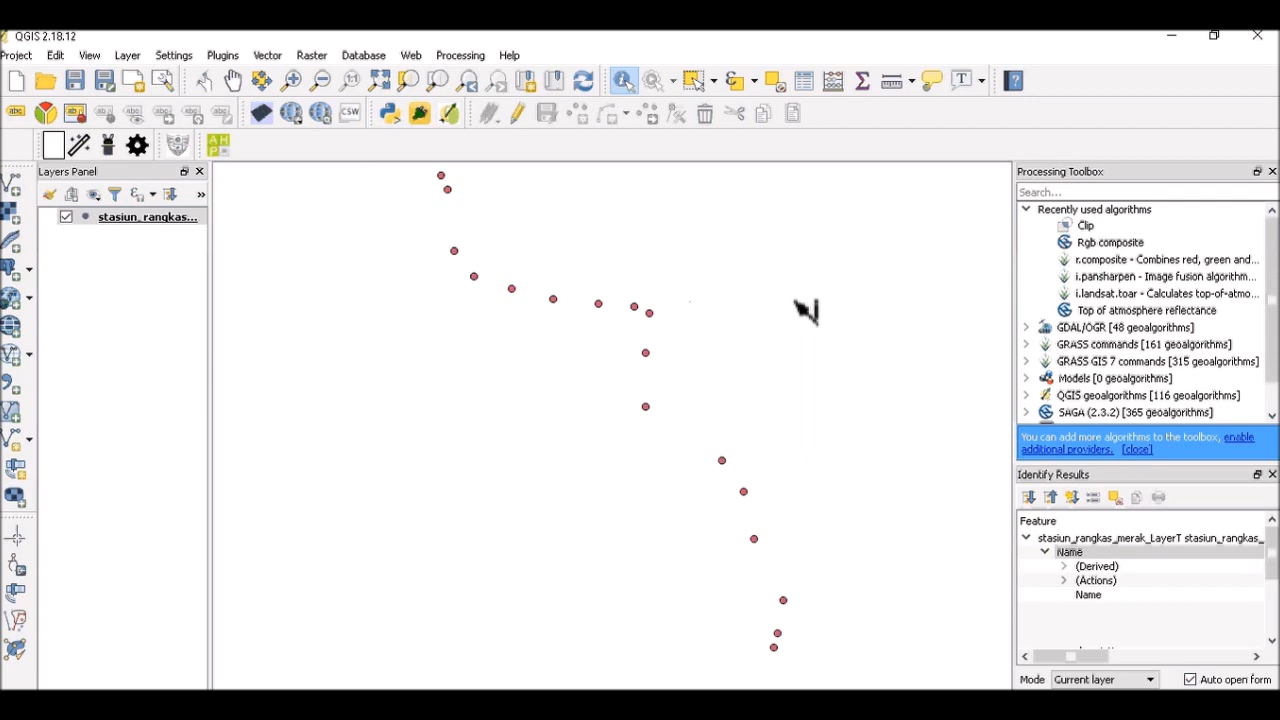 QGIS 2.18.12
Project Edit View Layer Settings Plugins Vector Raster Database Web Processing Help
CSW
T
abc
AH
P
Layers Panel
stasiun_rangkas...
Processing Toolbox
Search...
Recently used algorithms
Clip
Rgb composite
r.composite - Combines red, green and...
i.pansharpen - Image fusion algorithm...
i.landsat.toar - Calculates top-of-atmo...
Top of atmosphere reflectance
GDAL/OGR [48 geoalgorithms]
GRASS commands [161 geoalgorithms]
GRASS GIS 7 commands [315 geoalgorithms]
Models [0 geoalgorithms]
QGIS geoalgorithms [116 geoalgorithms]
SAGA (2.3.2) [365 geoalgorithms]
You can add more algorithms to the toolbox, enable
additional providers. [close]
Identify Results
Feature
stasiun_rangkas_merak_LayerT stasiun_rangkas_
Name
(Derived)
(Actions)
Name
Mode Current layer Auto open form